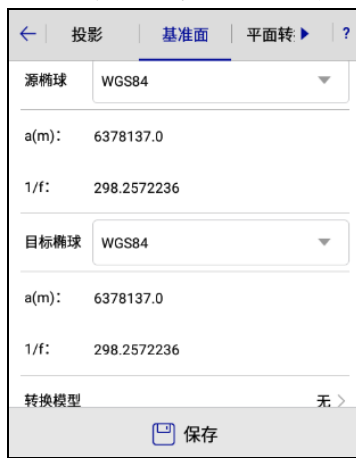 ← 投影 基准面 平面转 ?
源椭球 WGS84
a(m): 6378137.0
1/f: 298.2572236
目标椭球 WGS84
a(m): 6378137.0
1/f: 298.2572236
转换模型 无 >
保存